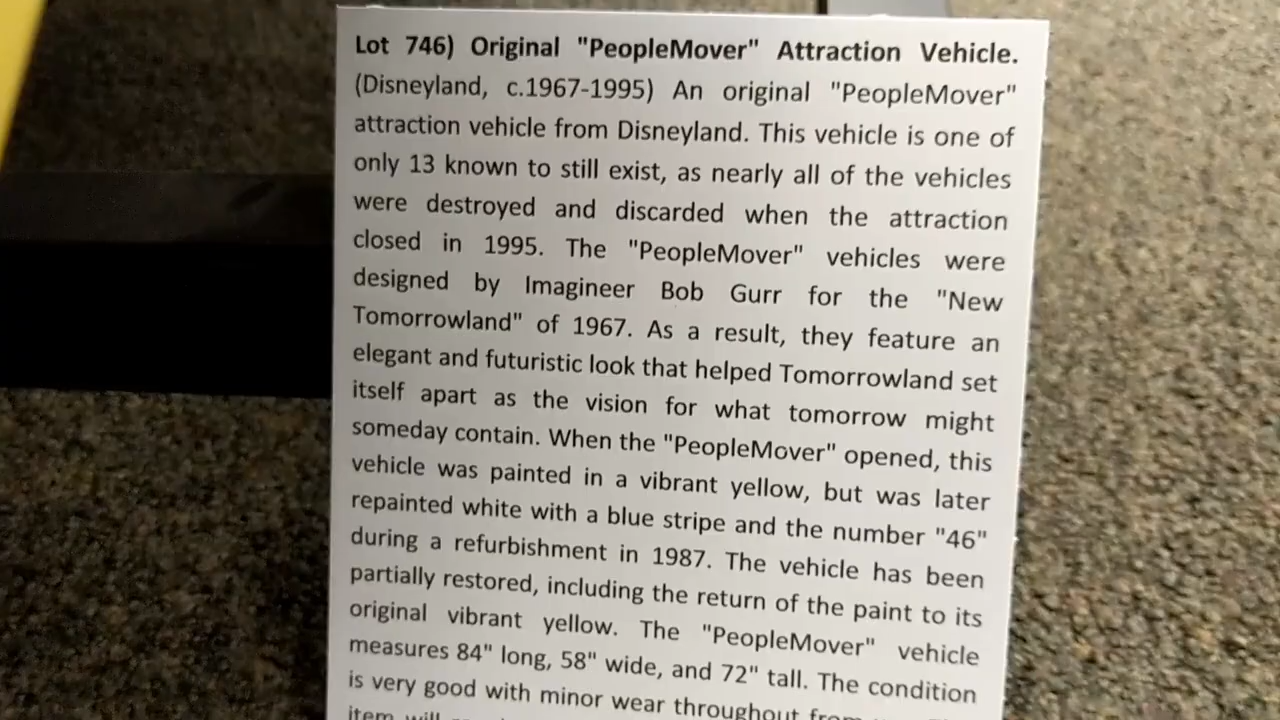 Lot 746) Original "PeopleMover" Attraction Vehicle.
(Disneyland, c.1967-1995) An original "PeopleMover"
attraction vehicle from Disneyland. This vehicle is one of
only 13 known to still exist, as nearly all of the vehicles
were destroyed and discarded when the attraction
closed in 1995. The "PeopleMover" vehicles were
designed by Imagineer Bob Gurr for the "New
Tomorrowland" of 1967. As a result, they feature an
elegant and futuristic look that helped Tomorrowland set
itself apart as the vision for what tomorrow might
someday contain. When the "PeopleMover" opened, this
vehicle was painted in a vibrant yellow, but was later
repainted white with a blue stripe and the number "46"
during a refurbishment in 1987. The vehicle has been
partially restored, including the return of the paint to its
original vibrant yellow. The "PeopleMover" vehicle
measures 84" long, 58" wide, and 72" tall. The condition
is very good with minor wear throughout from
item will